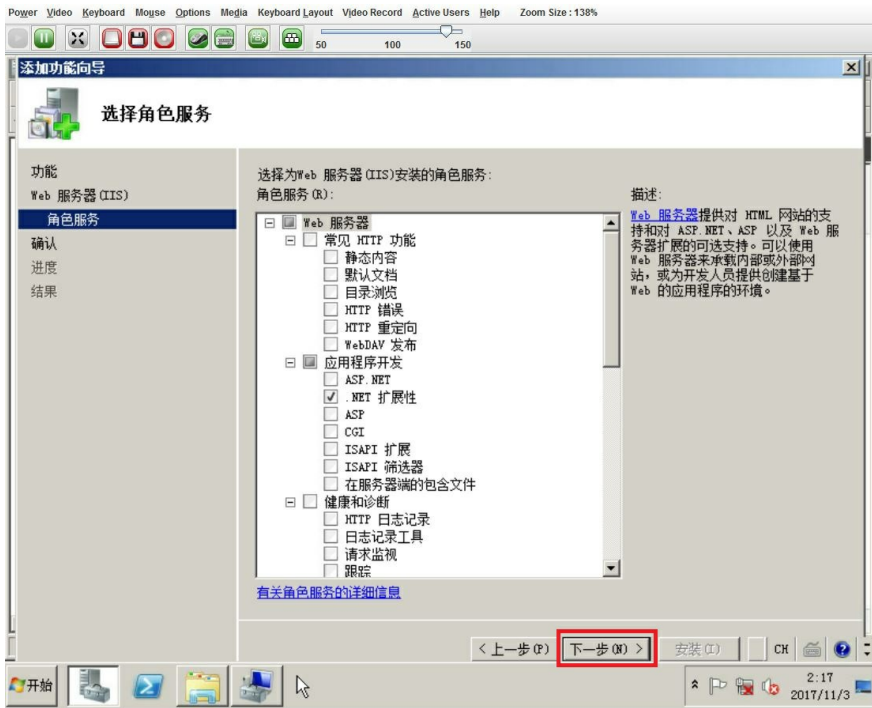 Power Video Keyboard Mouse Options Media Keyboard Layout Video Record Active Users Help Zoom Size : 138%
50 100 150
添加功能向导
选择角色服务
功能
Web 服务器(IIS)
角色服务
确认
进度
结果
选择为Web 服务器(IIS)安装的角色服务:
角色服务(R):
Web 服务器
常见 HTTP 功能
静态内容
默认文档
目录浏览
HTTP 错误
HTTP 重定向
WebDAV 发布
应用程序开发
ASP.NET
.NET 扩展性
ASP
CGI
ISAPI 扩展
ISAPI 筛选器
在服务器端的包含文件
健康和诊断
HTTP 日志记录
日志记录工具
请求监视
跟踪
有关角色服务的详细信息
描述:
Web 服务器提供对 HTML 网站的支
持和对 ASP.NET、ASP 以及 Web 服
务器扩展的可选支持。可以使用
Web 服务器来承载内部或外部网
站，或为开发人员提供创建基于
Web 的应用程序的环境。
< 上一步(P) 下一步(N) > 安装(I) CH
开始
2:17
2017/11/3